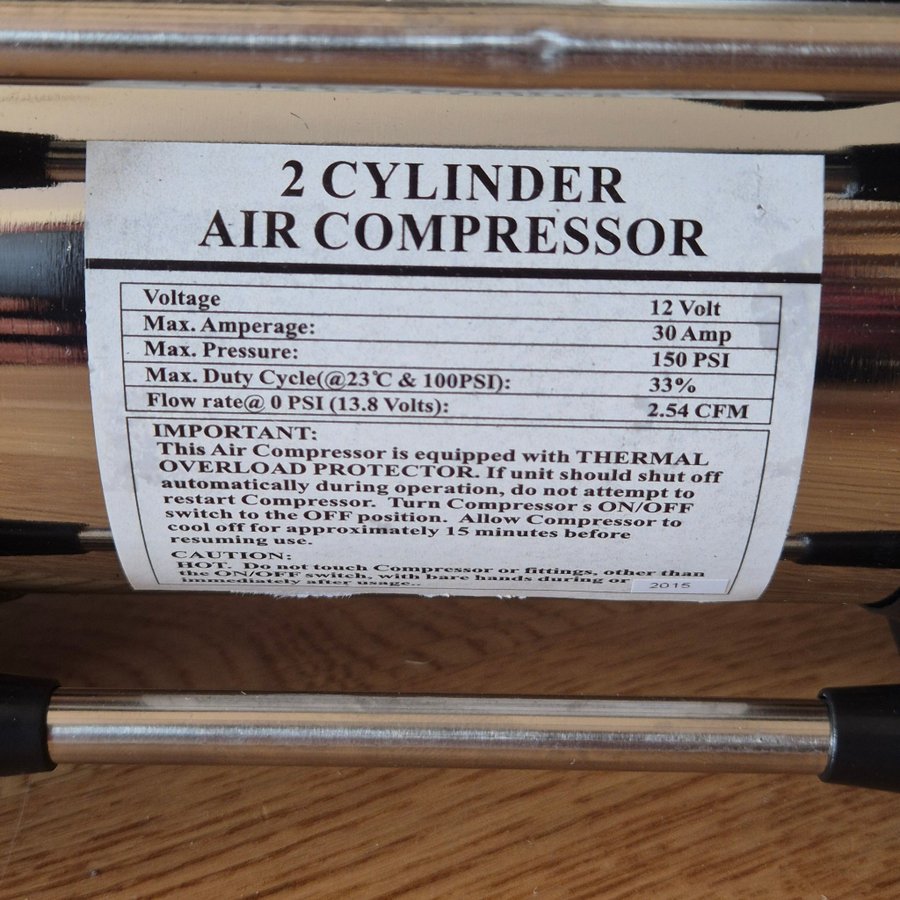 2 CYLINDER
AIR COMPRESSOR
Voltage 12 Volt
Max. Amperage: 30 Amp
Max. Pressure: 150 PSI
Max. Duty Cycle(@23℃ & 100PSI): 33%
Flow rate@ 0 PSI (13.8 Volts): 2.54 CFM
IMPORTANT:
This Air Compressor is equipped with THERMAL
OVERLOAD PROTECTOR. If unit should shut off
automatically during operation, do not attempt to
restart Compressor. Turn Compressor s ON/OFF
switch to the OFF position. Allow Compressor to
cool off for approximately 15 minutes before
resuming use.
CAUTION:
HOT. Do not touch Compressor or fittings, other than
the ON/OFF switch, with bare hands during or
immediately after usage.. 2015